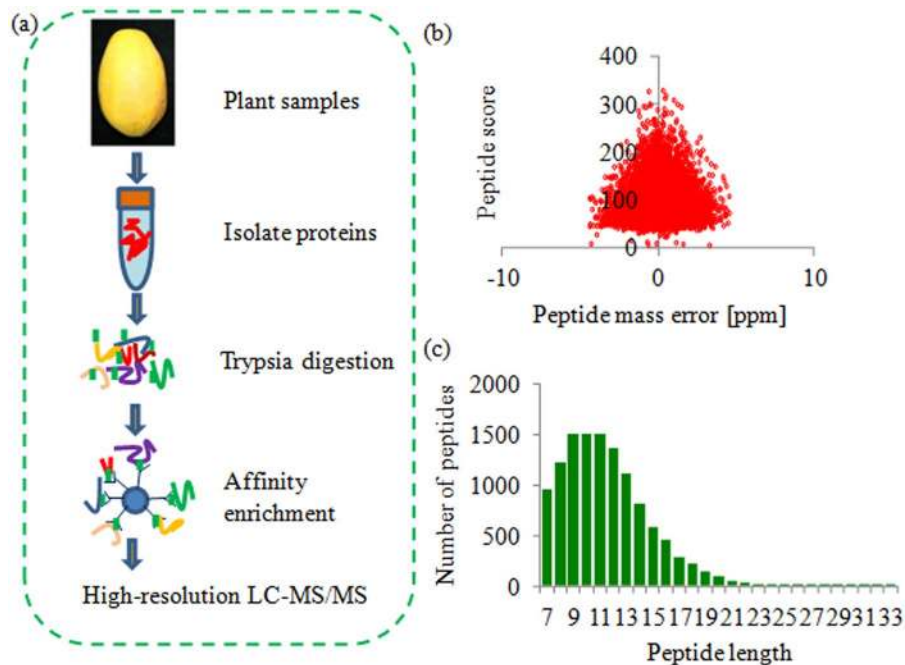 (a)
Plant samples
Isolate proteins
Trypsia digestion
Affinity
enrichment
High-resolution LC-MS/MS
(b)
Peptide score
400
300
200
100
0
-10 0 10
Peptide mass error [ppm]
(c)
Number of peptides
2000
1500
1000
500
0
7 9 11 13 15 17 19 21 23 25 27 29 31 33
Peptide length